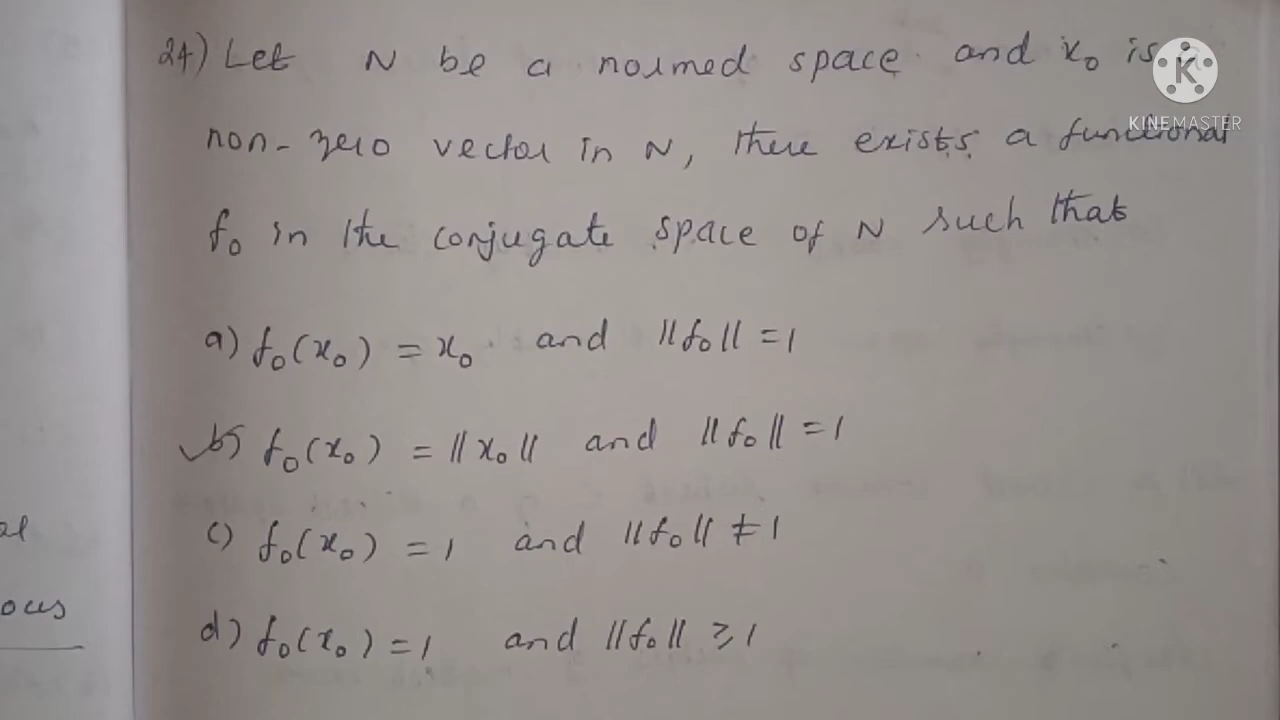 24) Let N be a normed space and x₀ is a
non-zero vector in N, there exists a functional
f₀ in the conjugate space of N such that
a) f₀(x₀) = x₀ and ||f₀|| = 1
b) f₀(x₀) = ||x₀|| and ||f₀|| = 1
c) f₀(x₀) = 1 and ||f₀|| ≠ 1
d) f₀(x₀) = 1 and ||f₀|| ≥ 1
K
KINEMASTER